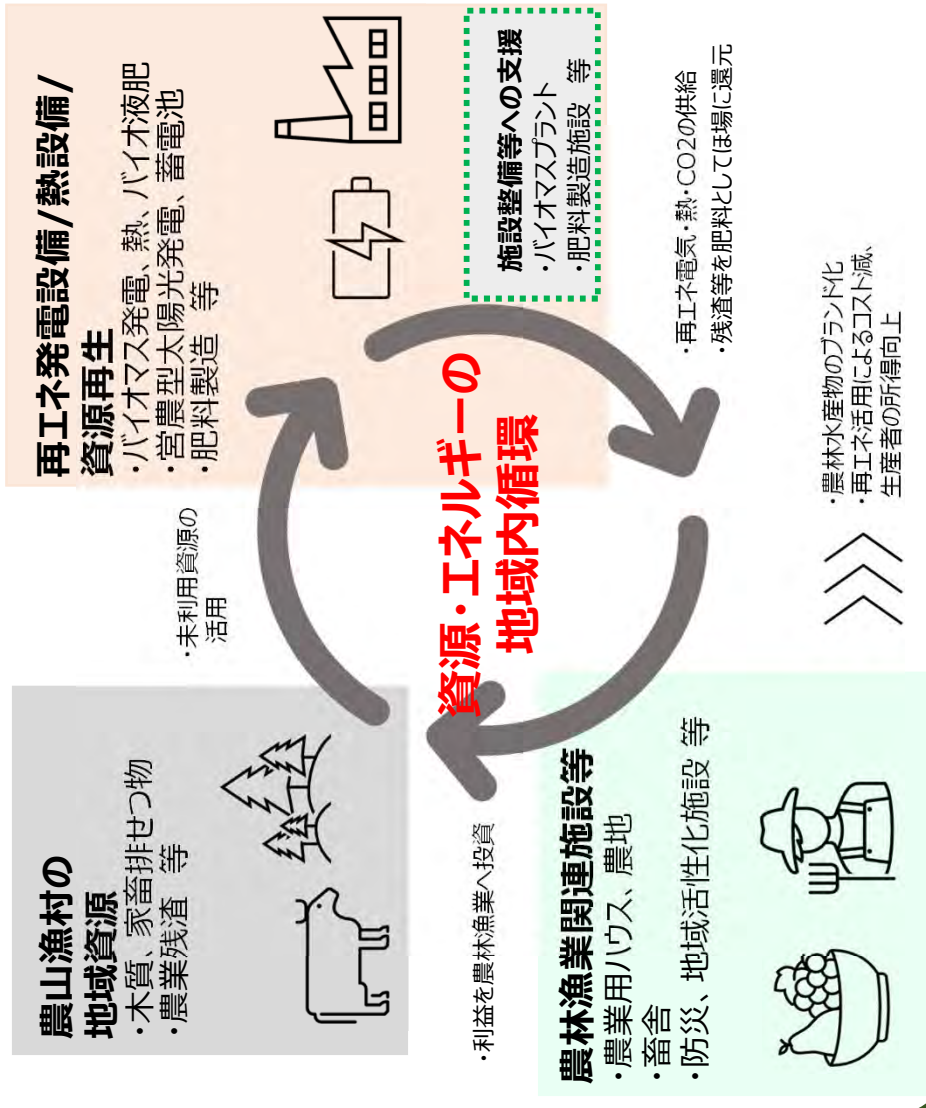 農山漁村の
地域資源
・木質、家畜排せつ物
・農業残渣 等
・未利用資源の
活用
再エネ発電設備/熱設備/
資源再生
・バイオマス発電、熱、バイオ液肥
・営農型太陽光発電、蓄電池
・肥料製造 等
施設整備等への支援
・バイオマスプラント
・肥料製造施設 等
資源・エネルギーの
地域内循環
・再エネ電気・熱・CO2の供給
・残渣等を肥料としてほ場に還元
・利益を農林漁業へ投資
農林漁業関連施設等
・農業用ハウス、農地
・畜舎
・防災、地域活性化施設 等
・農林水産物のブランド化
・再エネ活用によるコスト減、
生産者の所得向上